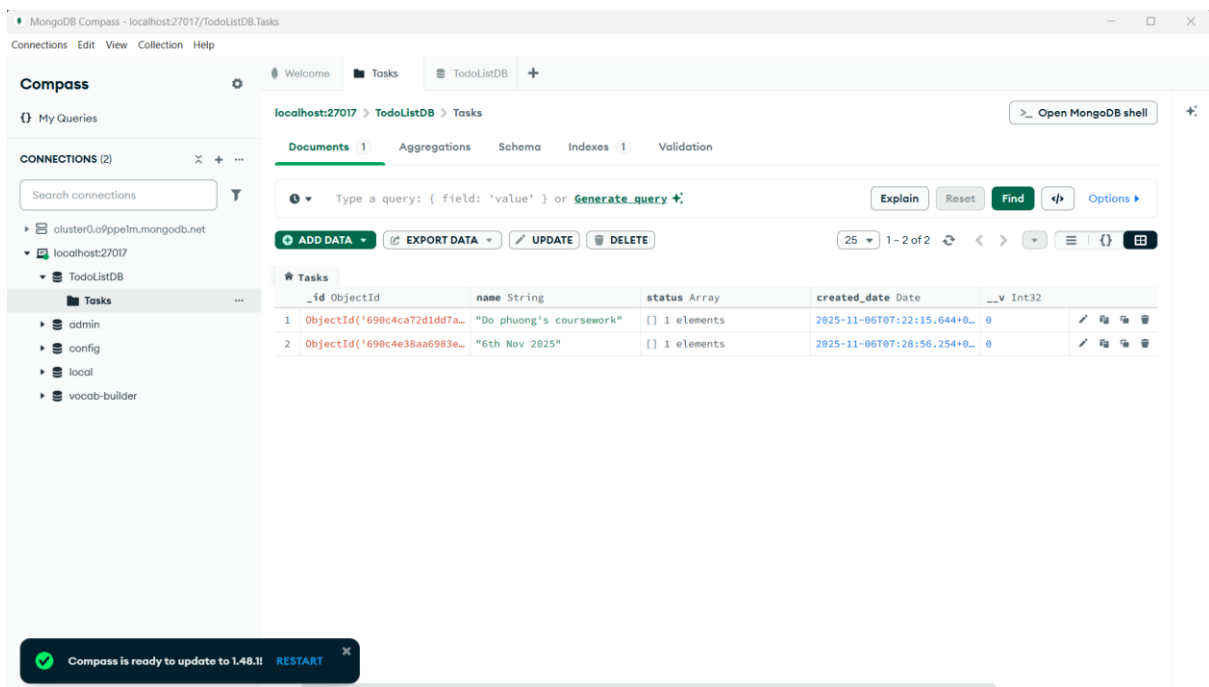 MongoDB Compass - localhost:27017/TodoListDB.Tasks
Connections Edit View Collection Help
Compass
{} My Queries
CONNECTIONS (2)
Search connections
cluster0.o9ppe1m.mongodb.net
localhost:27017
TodoListDB
Tasks
admin
config
local
vocab-builder
Welcome Tasks TodoListDB +
localhost:27017 > TodoListDB > Tasks
>_ Open MongoDB shell
Documents 1 Aggregations Schema Indexes 1 Validation
Type a query: { field: 'value' } or Generate query
Explain Reset Find </> Options
ADD DATA EXPORT DATA UPDATE DELETE
25 1 - 2 of 2 {}
Tasks
_id ObjectId name String status Array created_date Date __v Int32
1 ObjectId('690c4ca72d1dd7a… "Do phuong's coursework" [] 1 elements 2025-11-06T07:22:15.644+0… 0
2 ObjectId('690c4e38aa6983e… "6th Nov 2025" [] 1 elements 2025-11-06T07:28:56.254+0… 0
Compass is ready to update to 1.48.1! RESTART